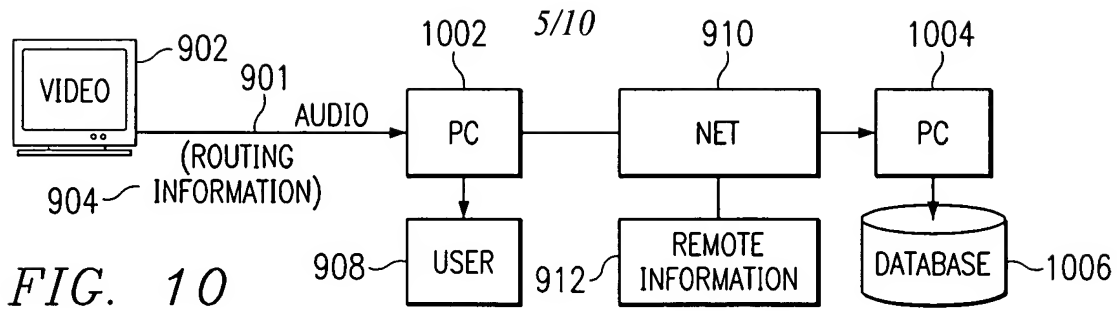 5/10
902
VIDEO
901
AUDIO
(ROUTING
INFORMATION)
904
1002
PC
910
NET
1004
PC
908
USER
912
REMOTE
INFORMATION
DATABASE
1006
FIG. 10